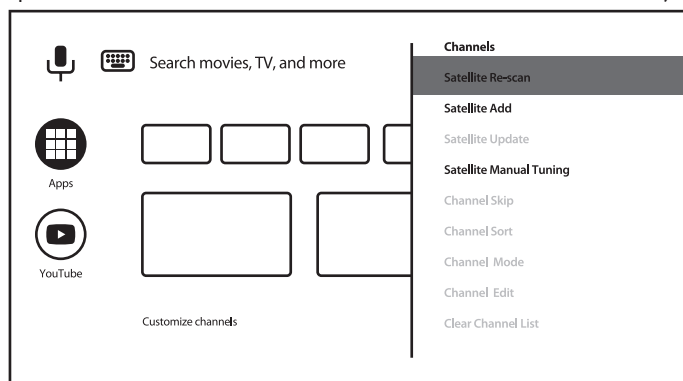 Search movies, TV, and more
Apps
YouTube
Customize channels
Channels
Satellite Re-scan
Satellite Add
Satellite Update
Satellite Manual Tuning
Channel Skip
Channel Sort
Channel Mode
Channel Edit
Clear Channel List